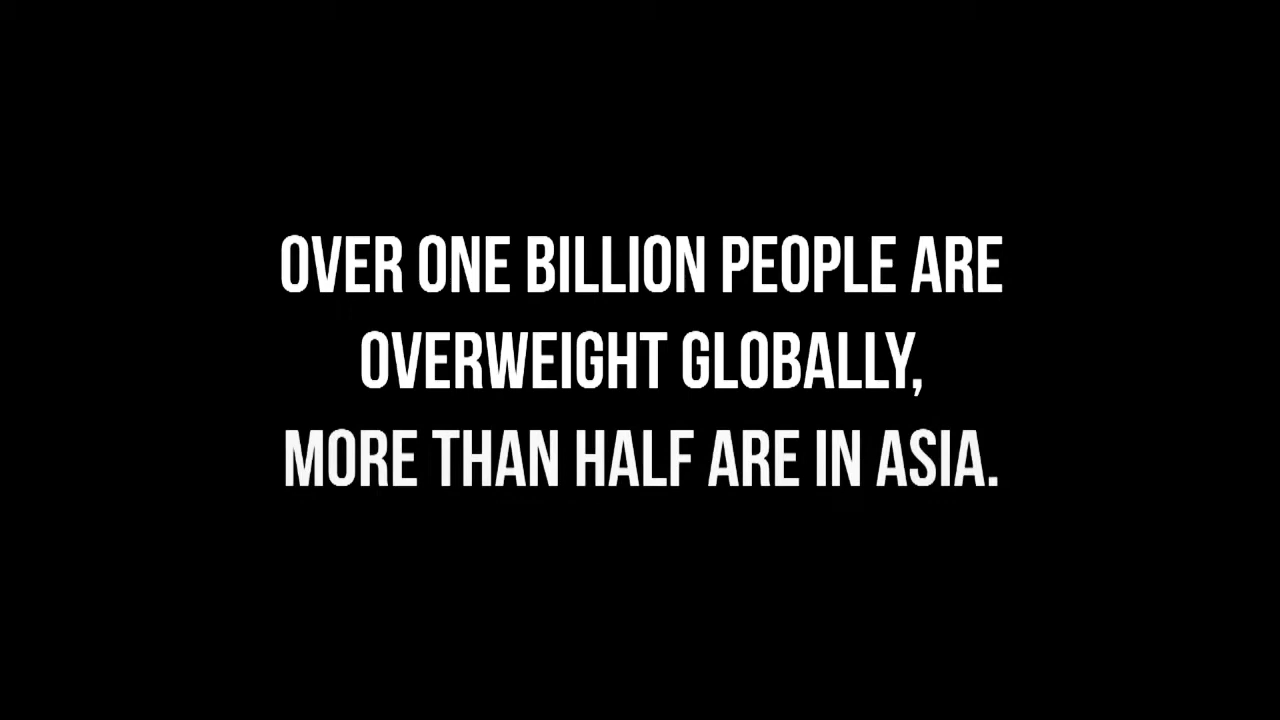 OVER ONE BILLION PEOPLE ARE
OVERWEIGHT GLOBALLY,
MORE THAN HALF ARE IN ASIA.